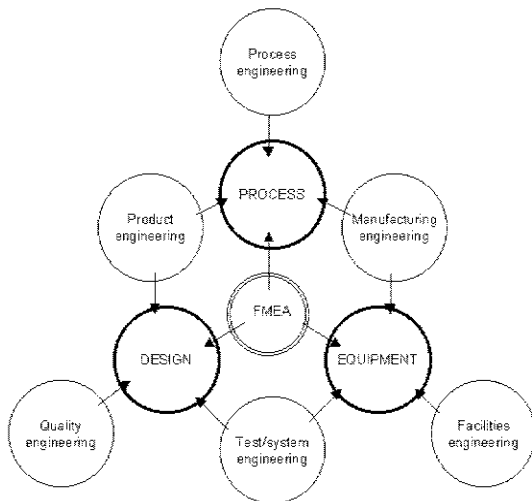 Process
engineering
PROCESS
Product
engineering
Manufacturing
engineering
FMEA
DESIGN
EQUIPMENT
Quality
engineering
Test/system
engineering
Facilities
engineering